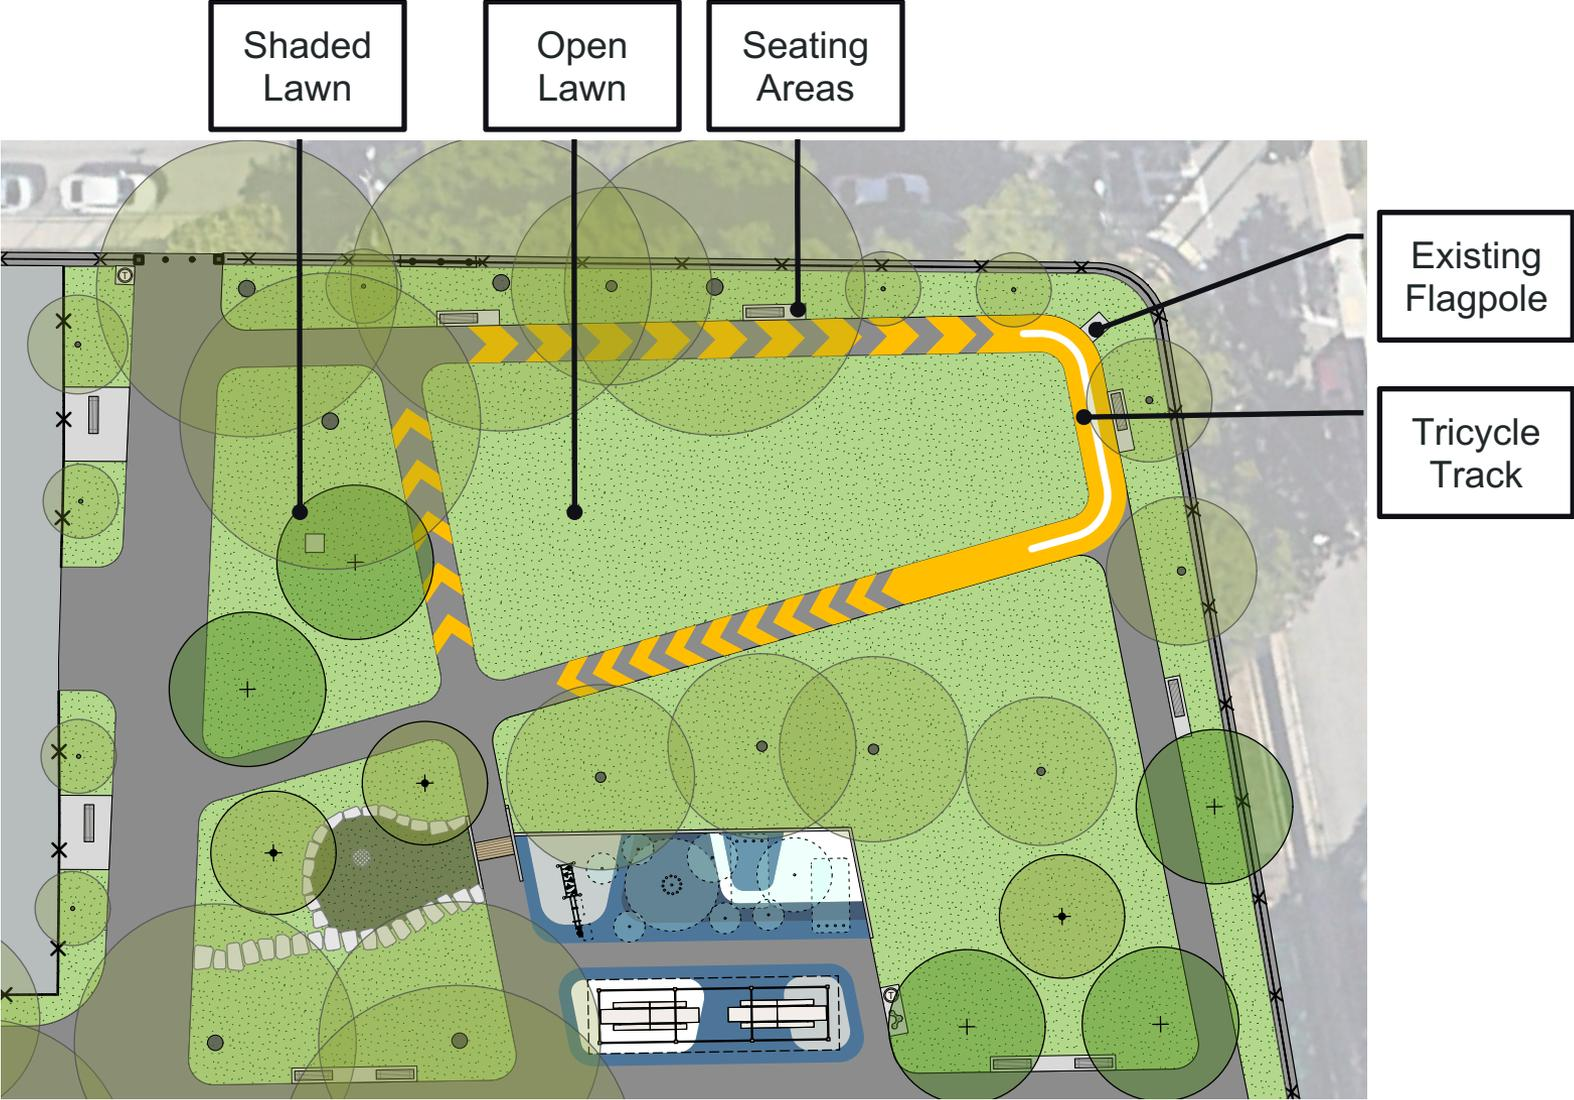 Shaded
Lawn
Open
Lawn
Seating
Areas
Existing
Flagpole
Tricycle
Track
T
T